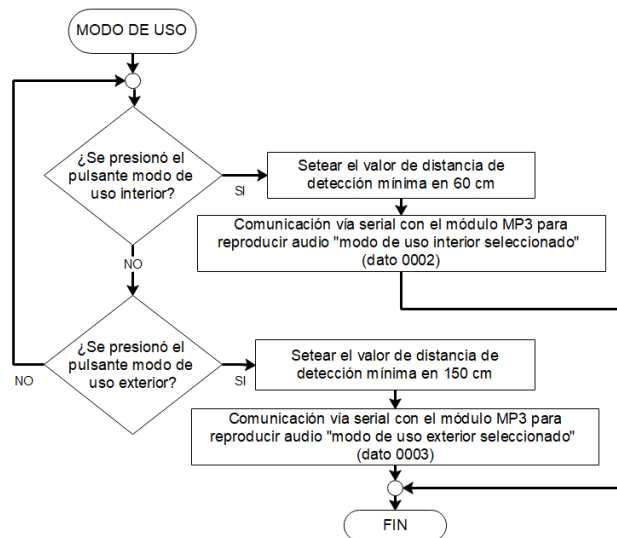 MODO DE USO
¿Se presionó el
pulsante modo de
uso interior?
SI
Setear el valor de distancia de
detección mínima en 60 cm
Comunicación vía serial con el módulo MP3 para
reproducir audio "modo de uso interior seleccionado"
(dato 0002)
NO
¿Se presionó el
pulsante modo de
uso exterior?
NO
SI
Setear el valor de distancia de
detección mínima en 150 cm
Comunicación vía serial con el módulo MP3 para
reproducir audio "modo de uso exterior seleccionado"
(dato 0003)
FIN